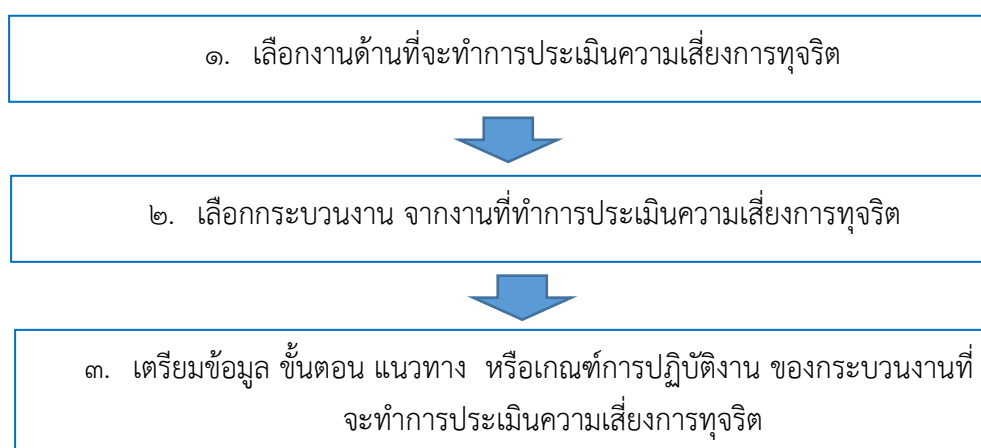 ๑. เลือกงานด้านที่จะทำการประเมินความเสี่ยงการทุจริต
๒. เลือกกระบวนงาน จากงานที่ทำการประเมินความเสี่ยงการทุจริต
๓. เตรียมข้อมูล ขั้นตอน แนวทาง หรือเกณฑ์การปฏิบัติงาน ของกระบวนงานที่
จะทำการประเมินความเสี่ยงการทุจริต